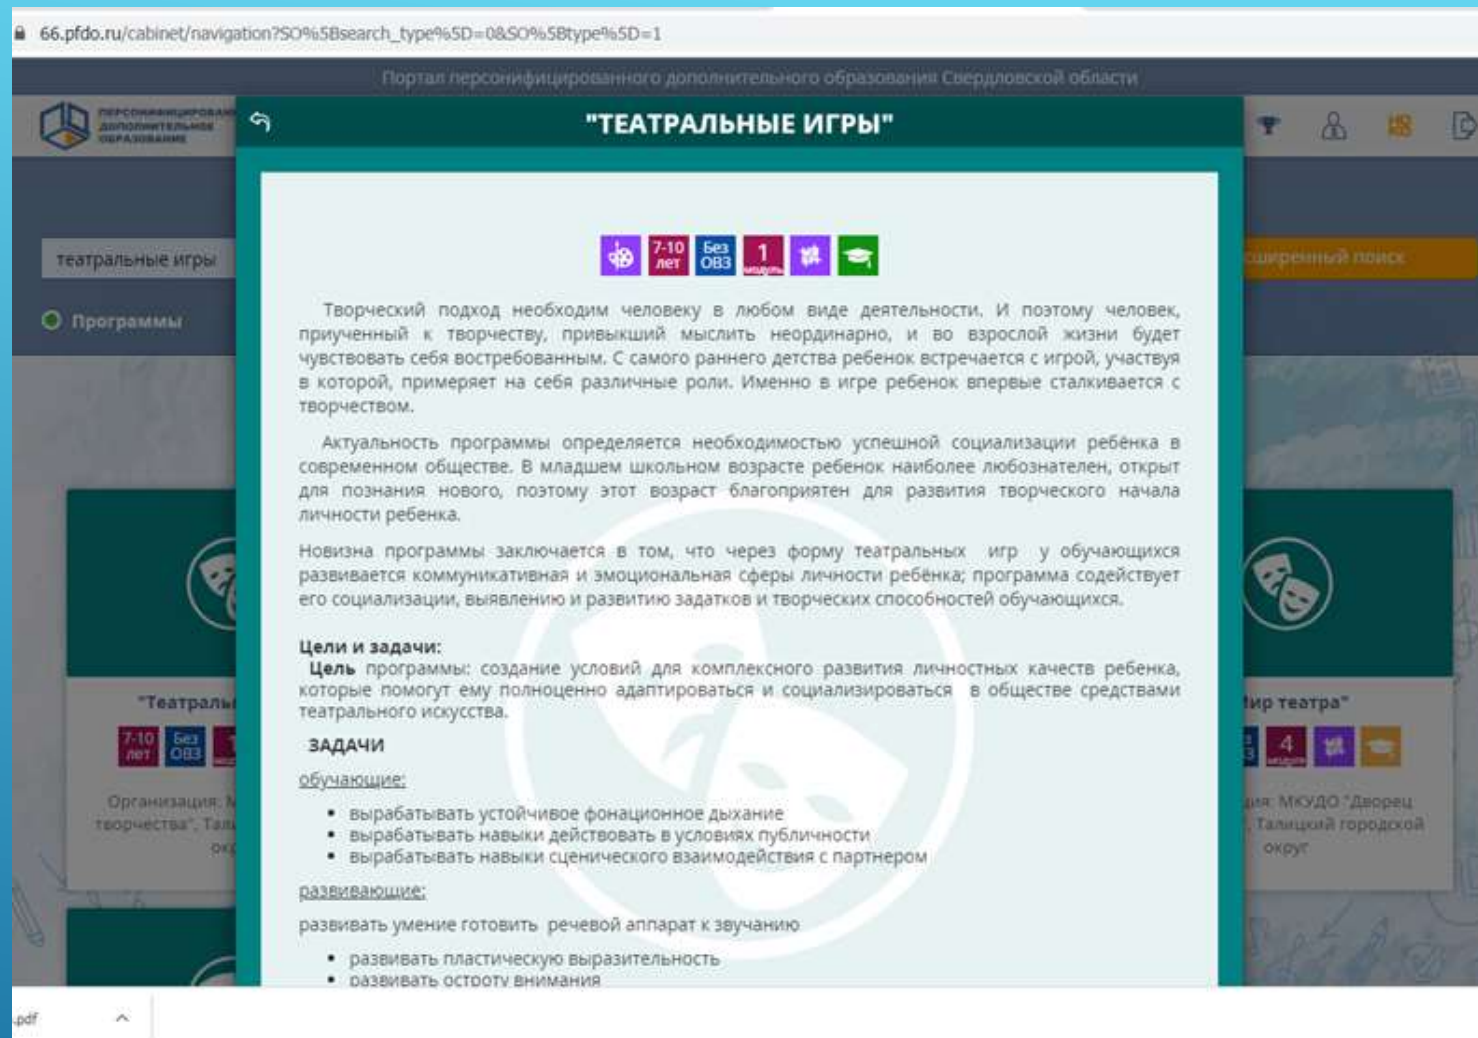 66.pfdo.ru/cabinet/navigation?SO%5Bsearch_type%5D=0&SO%5Btype%5D=1
Портал персонифицированного дополнительного образования Свердловской области
ДОПОЛНИТЕЛЬНОЕ
ОБРАЗОВАНИЕ
"ТЕАТРАЛЬНЫЕ ИГРЫ"
театральные игры
поиск
Программы
7-10 лет
Без ОВЗ
1 модуль
Творческий подход необходим человеку в любом виде деятельности. И поэтому человек,
приученный к творчеству, привыкший мыслить неординарно, и во взрослой жизни будет
чувствовать себя востребованным. С самого раннего детства ребенок встречается с игрой, участвуя
в которой, примеряет на себя различные роли. Именно в игре ребенок впервые сталкивается с
творчеством.
Актуальность программы определяется необходимостью успешной социализации ребёнка в
современном обществе. В младшем школьном возрасте ребенок наиболее любознателен, открыт
для познания нового, поэтому этот возраст благоприятен для развития творческого начала
личности ребенка.
Новизна программы заключается в том, что через форму театральных игр у обучающихся
развивается коммуникативная и эмоциональная сферы личности ребёнка; программа содействует
его социализации, выявлению и развитию задатков и творческих способностей обучающихся.
Цели и задачи:
Цель программы: создание условий для комплексного развития личностных качеств ребенка,
которые помогут ему полноценно адаптироваться и социализироваться в обществе средствами
театрального искусства.
ЗАДАЧИ
обучающие:
• вырабатывать устойчивое фонационное дыхание
• вырабатывать навыки действовать в условиях публичности
• вырабатывать навыки сценического взаимодействия с партнером
развивающие:
развивать умение готовить речевой аппарат к звучанию
• развивать пластическую выразительность
• развивать остроту внимания
"Театраль
7-10 лет
Без ОВЗ
Организация: М
творчества", Тали
окр
ир театра"
4 модуль
ция: МКУДО "Дворец
", Талицкий городской
округ
.pdf